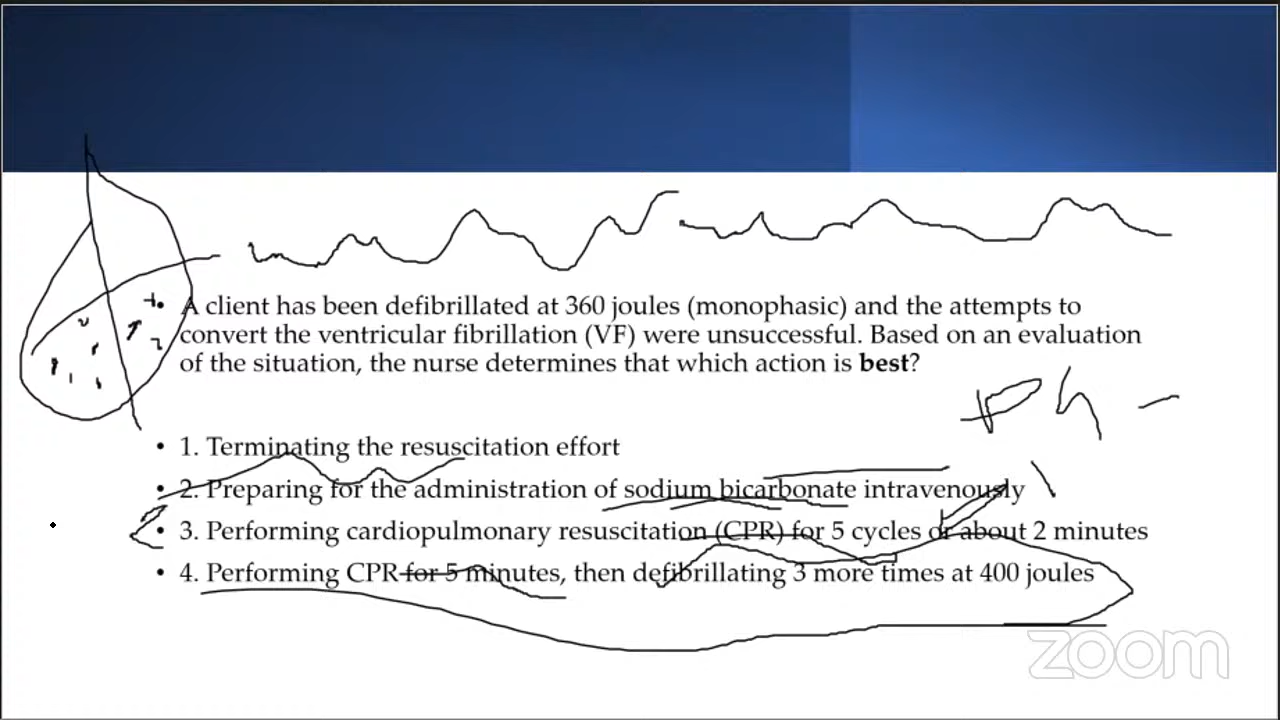 • A client has been defibrillated at 360 joules (monophasic) and the attempts to
convert the ventricular fibrillation (VF) were unsuccessful. Based on an evaluation
of the situation, the nurse determines that which action is best?
PH -
• 1. Terminating the resuscitation effort
• 2. Preparing for the administration of sodium bicarbonate intravenously
• 3. Performing cardiopulmonary resuscitation (CPR) for 5 cycles or about 2 minutes
• 4. Performing CPR for 5 minutes, then defibrillating 3 more times at 400 joules
zoom